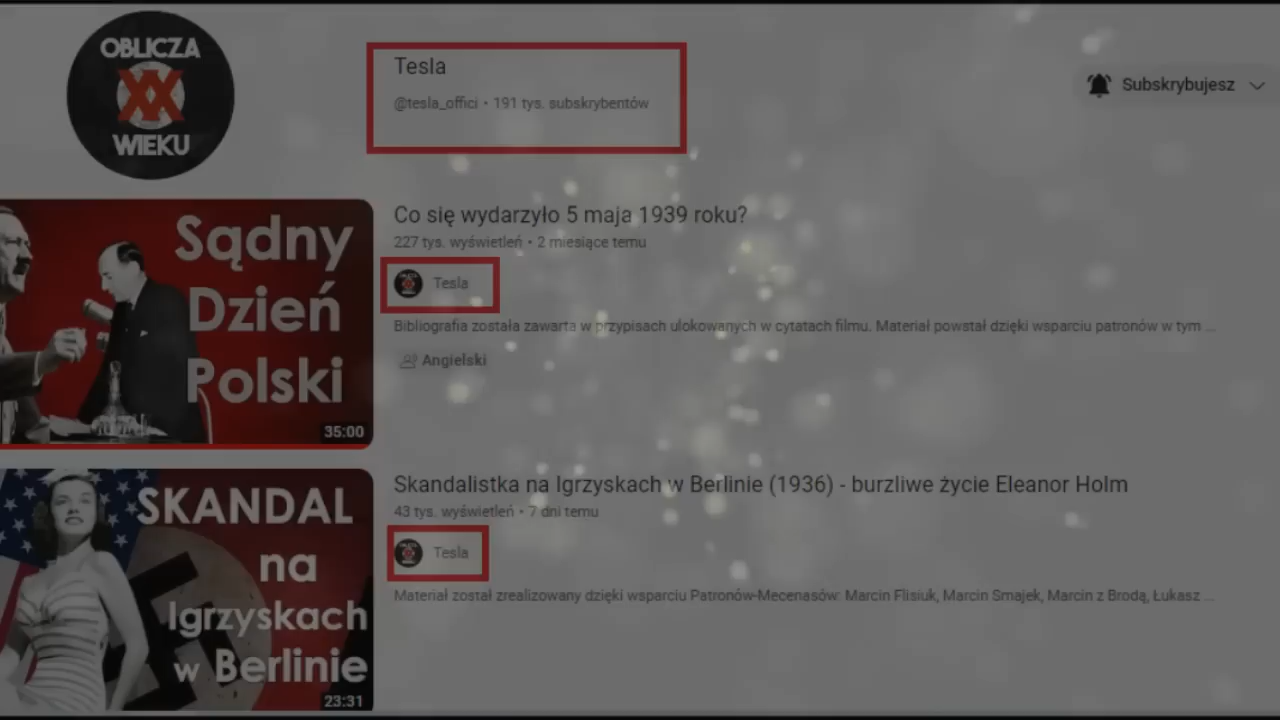 OBLICZA
XX
WIEKU
Tesla
@tesla_offici • 191 tys. subskrybentów
Subskrybujesz
Sądny
Dzień
Polski
35:00
Co się wydarzyło 5 maja 1939 roku?
227 tys. wyświetleń • 2 miesiące temu
Tesla
Bibliografia została zawarta w przypisach ulokowanych w cytatach filmu. Materiał powstał dzięki wsparciu patronów w tym ...
Angielski
SKANDAL
na
Igrzyskach
w Berlinie
23:31
Skandalistka na Igrzyskach w Berlinie (1936) - burzliwe życie Eleanor Holm
43 tys. wyświetleń • 7 dni temu
Tesla
Materiał został zrealizowany dzięki wsparciu Patronów-Mecenasów: Marcin Flisiuk, Marcin Smajek, Marcin z Brodą, Łukasz ...